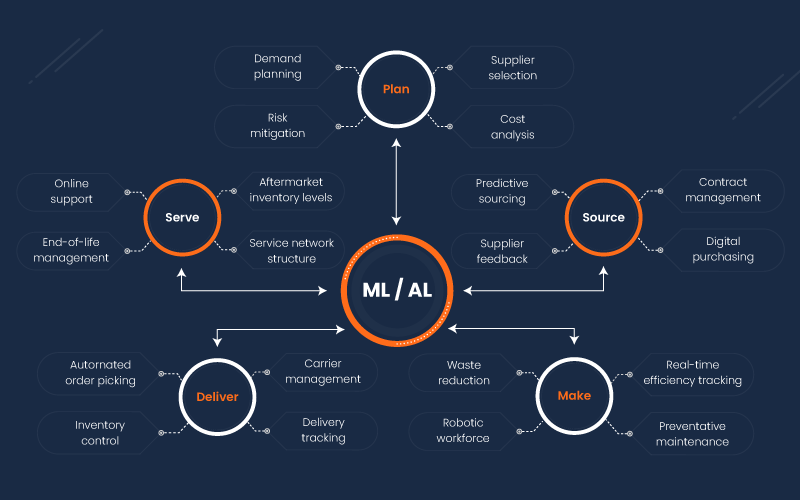 Demand
planning
Risk
mitigation
Plan
Supplier
selection
Cost
analysis
Online
support
End-of-life
management
Serve
Aftermarket
inventory levels
Service network
structure
Predictive
sourcing
Supplier
feedback
Source
Contract
management
Digital
purchasing
ML / AL
Autornated
order picking
Inventory
control
Deliver
Carrier
management
Delivery
tracking
Waste
reduction
Robotic
workforce
Make
Real-time
efficiency tracking
Preventative
maintenance